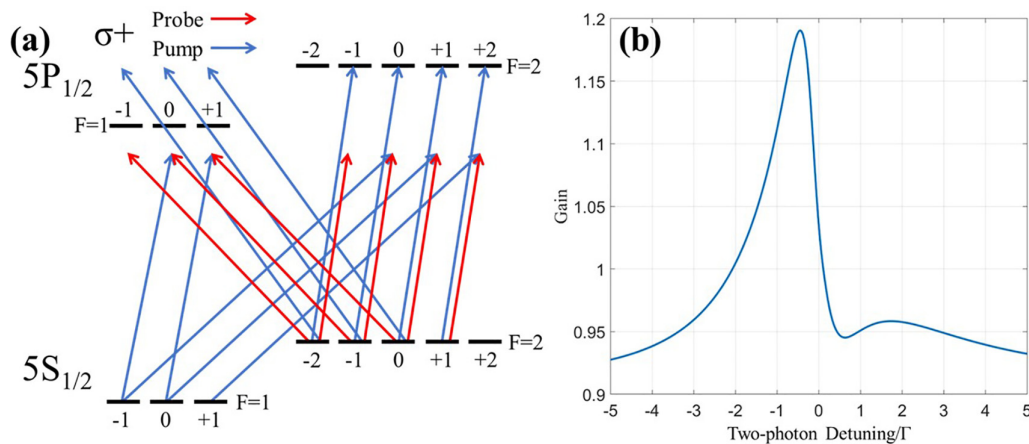 (a)
σ+
Probe
Pump
5P1/2
-2 -1 0 +1 +2
F=2
-1 0 +1
F=1
-2 -1 0 +1 +2
F=2
5S1/2
-1 0 +1
F=1
(b)
1.2
1.15
1.1
1.05
1
0.95
0.9
Gain
-5 -4 -3 -2 -1 0 1 2 3 4 5
Two-photon Detuning/Γ